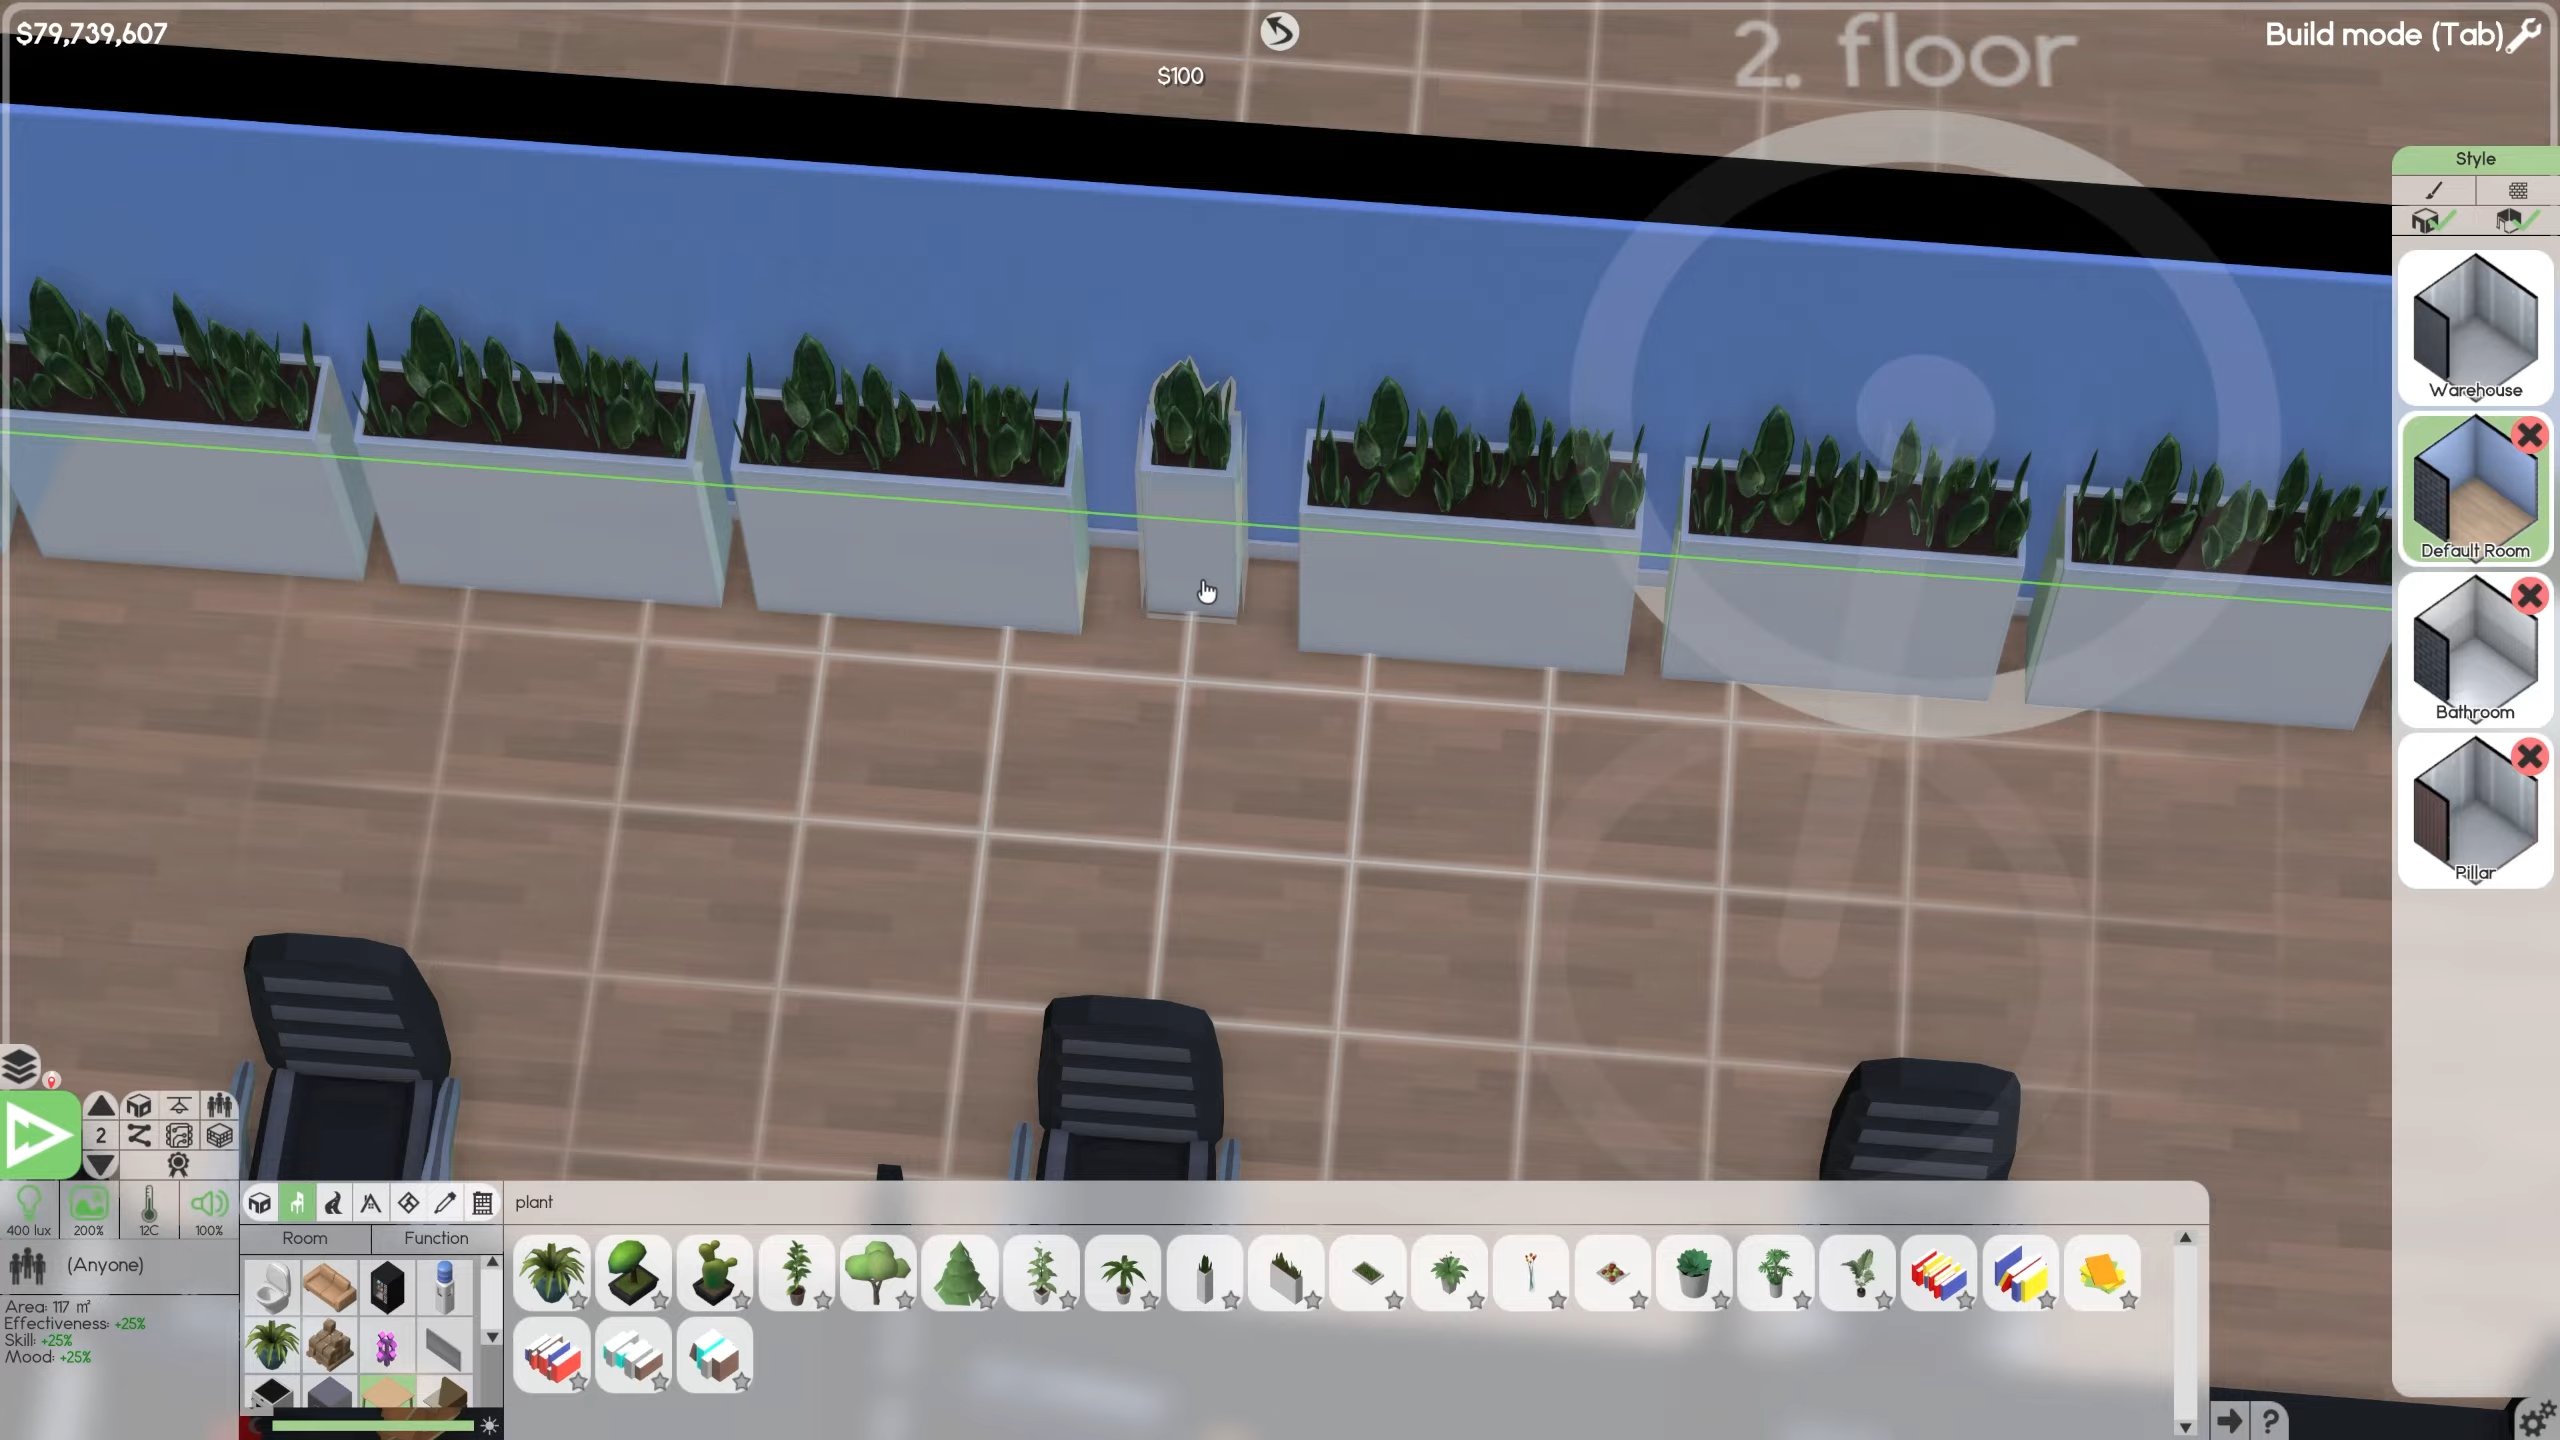 $79,739,607
$100
2. floor
Build mode (Tab)
Style
Warehouse
Default Room
Bathroom
Pillar
2
400 lux
200%
12C
100%
Room
Function
plant
(Anyone)
Area: 117 m²
Effectiveness: +25%
Skill: +25%
Mood: +25%
?